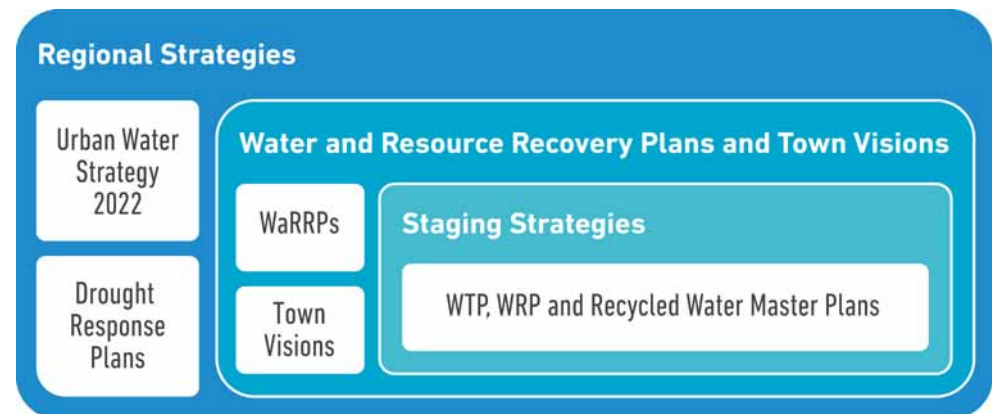 Regional Strategies
Urban Water
Strategy
2022
Drought
Response
Plans
Water and Resource Recovery Plans and Town Visions
WaRRPs
Town
Visions
Staging Strategies
WTP, WRP and Recycled Water Master Plans